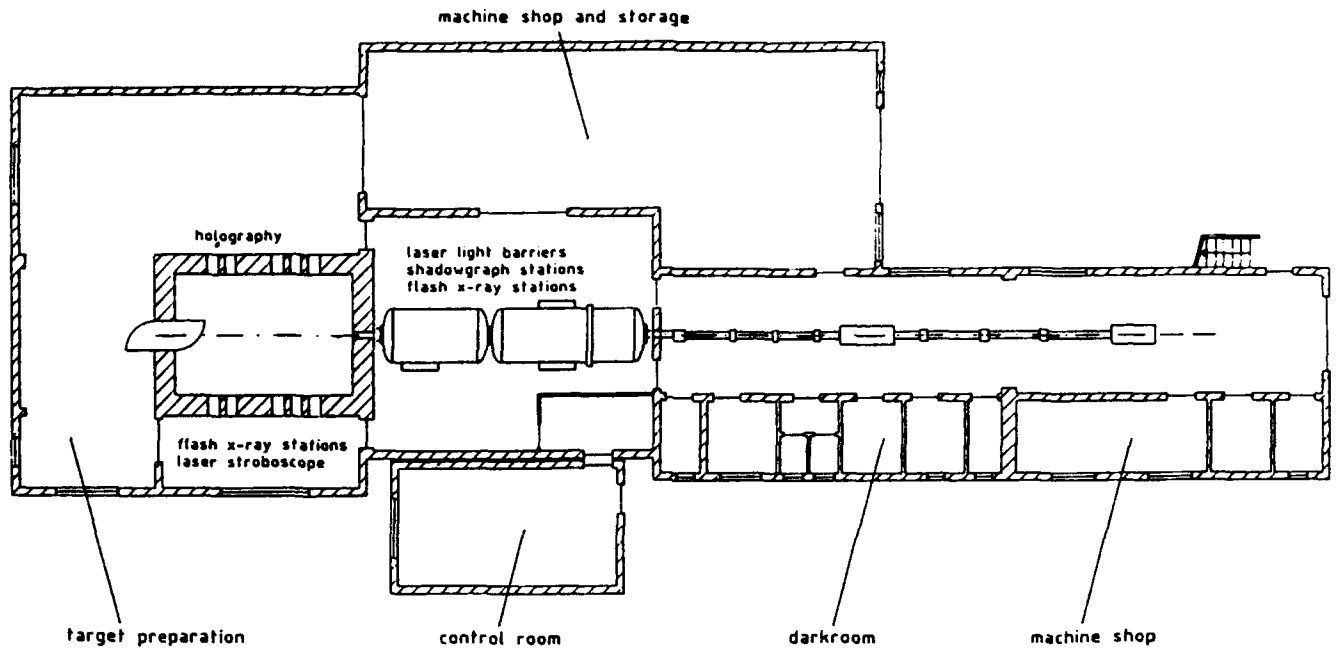 machine shop and storage
holography
laser light barriers
shadowgraph stations
flash x-ray stations
flash x-ray stations
laser stroboscope
target preparation
control room
darkroom
machine shop